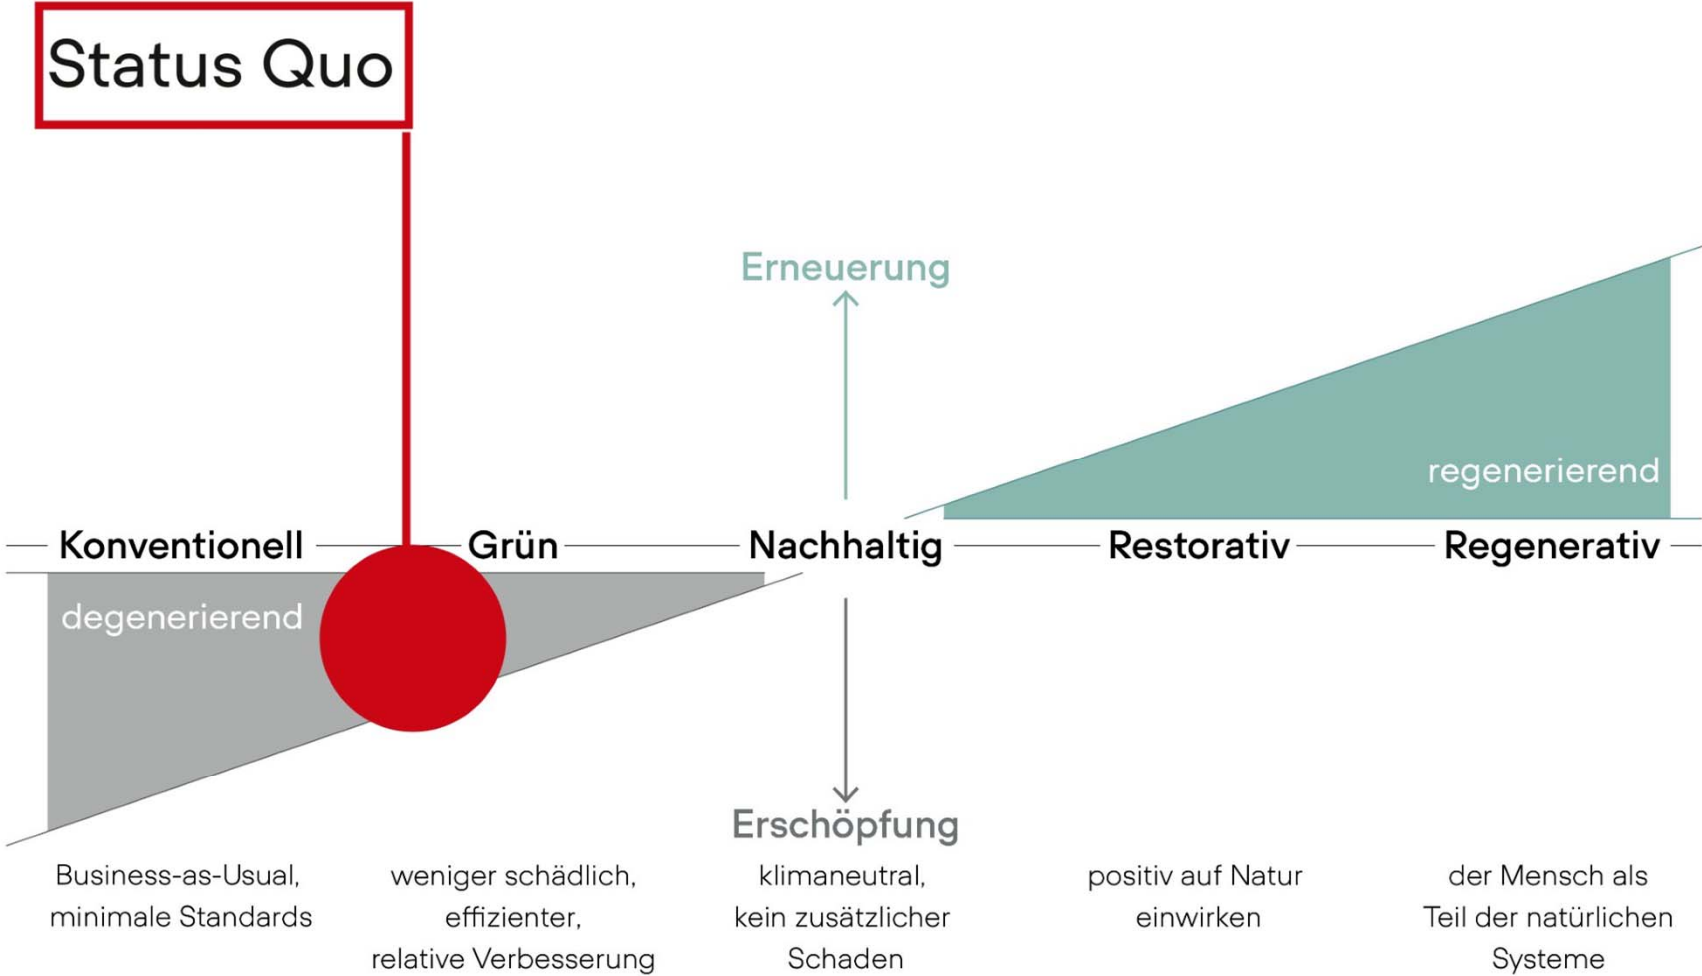 Status Quo
Erneuerung
regenerierend
Konventionell
Grün
Nachhaltig
Restorativ
Regenerativ
degenerierend
Erschöpfung
Business-as-Usual,
minimale Standards
weniger schädlich,
effizienter,
relative Verbesserung
klimaneutral,
kein zusätzlicher
Schaden
positiv auf Natur
einwirken
der Mensch als
Teil der natürlichen
Systeme